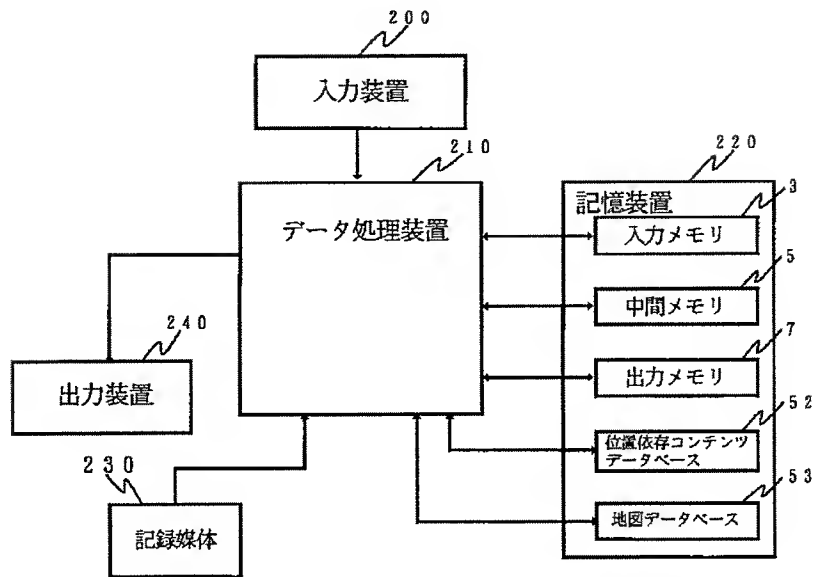 200
入力装置
210
データ処理装置
220
記憶装置
3
入力メモリ
5
中間メモリ
7
出力メモリ
52
位置依存コンテンツ
データベース
53
地図データベース
240
出力装置
230
記録媒体